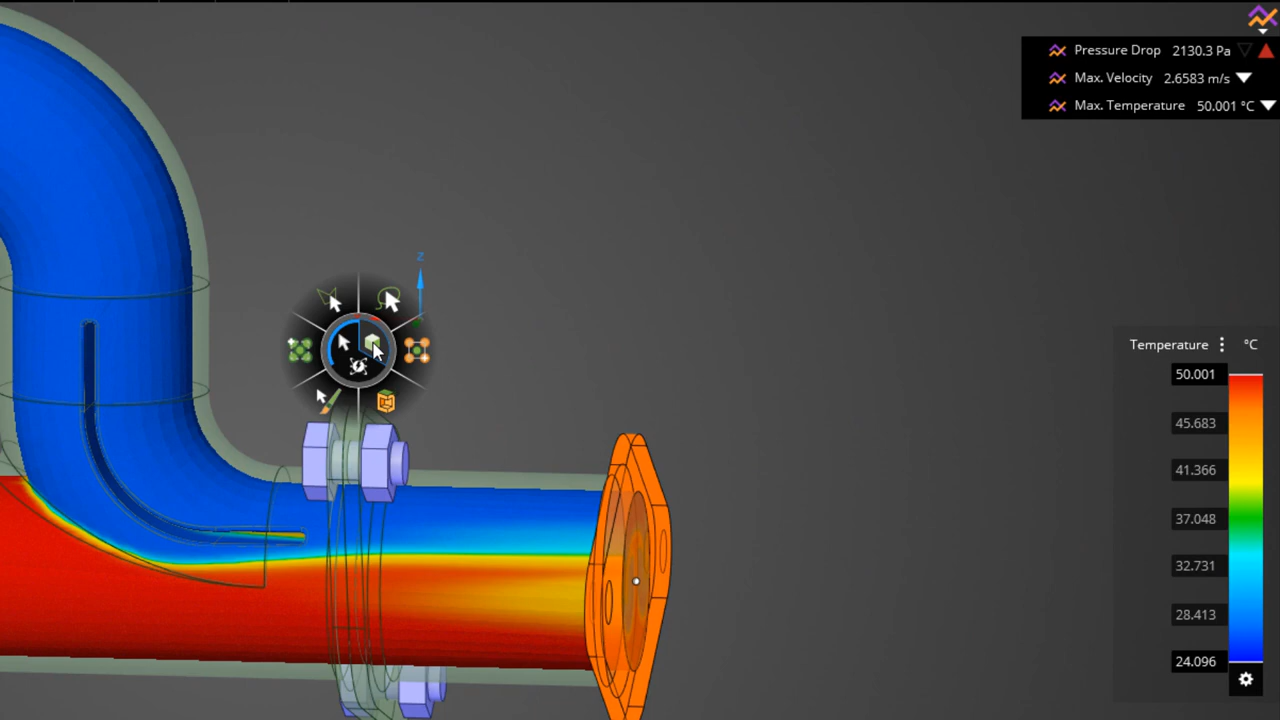 Pressure Drop 2130.3 Pa
Max. Velocity 2.6583 m/s
Max. Temperature 50.001 °C
Z
Temperature °C
50.001
45.683
41.366
37.048
32.731
28.413
24.096